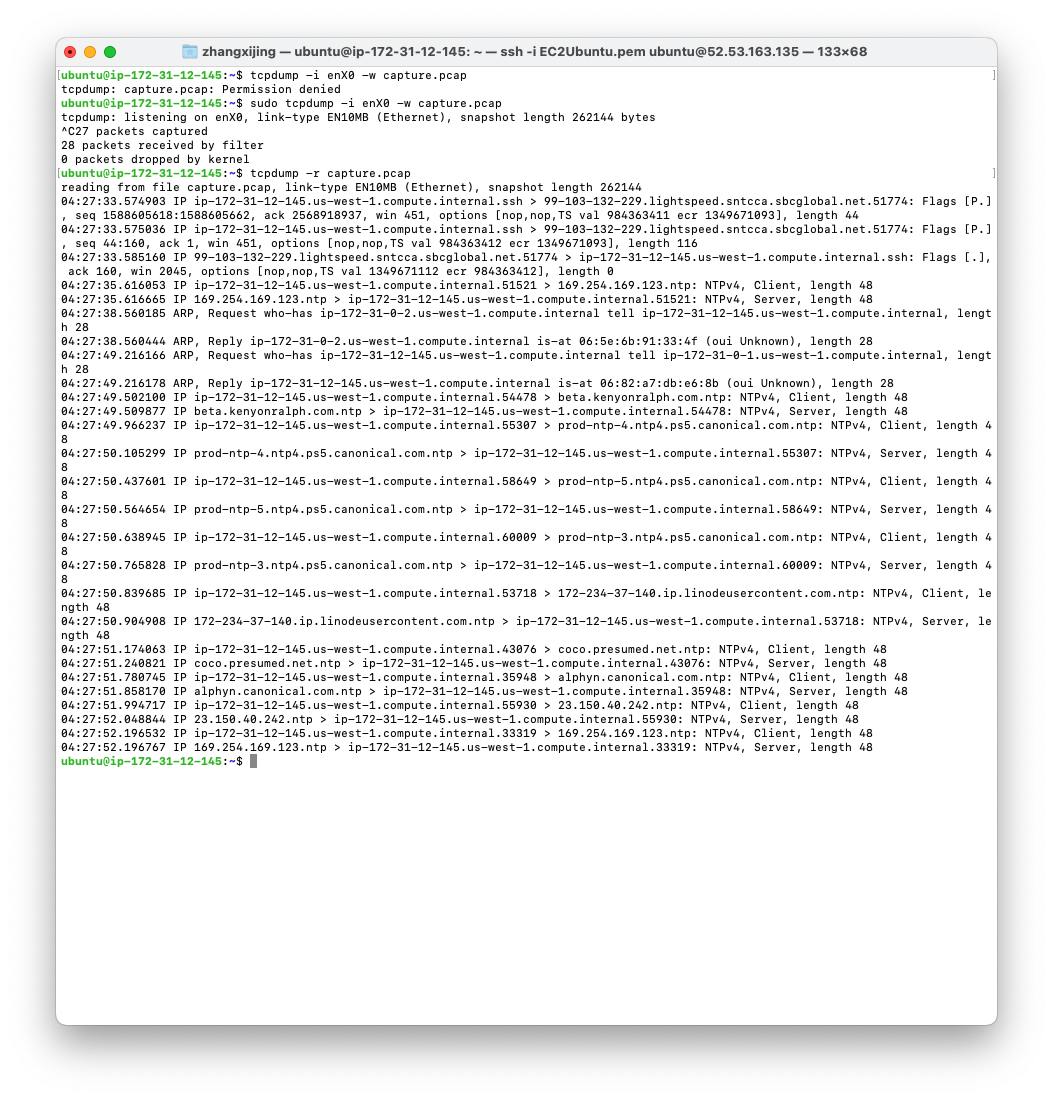 zhangxijing — ubuntu@ip-172-31-12-145: ~ — ssh -i EC2Ubuntu.pem ubuntu@52.53.163.135 — 133×68
[ubuntu@ip-172-31-12-145:~$ tcpdump -i enX0 -w capture.pcap ]
tcpdump: capture.pcap: Permission denied
ubuntu@ip-172-31-12-145:~$ sudo tcpdump -i enX0 -w capture.pcap
tcpdump: listening on enX0, link-type EN10MB (Ethernet), snapshot length 262144 bytes
^C27 packets captured
28 packets received by filter
0 packets dropped by kernel
[ubuntu@ip-172-31-12-145:~$ tcpdump -r capture.pcap ]
reading from file capture.pcap, link-type EN10MB (Ethernet), snapshot length 262144
04:27:33.574903 IP ip-172-31-12-145.us-west-1.compute.internal.ssh > 99-103-132-229.lightspeed.sntcca.sbcglobal.net.51774: Flags [P.]
, seq 1588605618:1588605662, ack 2568918937, win 451, options [nop,nop,TS val 984363411 ecr 1349671093], length 44
04:27:33.575036 IP ip-172-31-12-145.us-west-1.compute.internal.ssh > 99-103-132-229.lightspeed.sntcca.sbcglobal.net.51774: Flags [P.]
, seq 44:160, ack 1, win 451, options [nop,nop,TS val 984363412 ecr 1349671093], length 116
04:27:33.585160 IP 99-103-132-229.lightspeed.sntcca.sbcglobal.net.51774 > ip-172-31-12-145.us-west-1.compute.internal.ssh: Flags [.],
 ack 160, win 2045, options [nop,nop,TS val 1349671112 ecr 984363412], length 0
04:27:35.616053 IP ip-172-31-12-145.us-west-1.compute.internal.51521 > 169.254.169.123.ntp: NTPv4, Client, length 48
04:27:35.616665 IP 169.254.169.123.ntp > ip-172-31-12-145.us-west-1.compute.internal.51521: NTPv4, Server, length 48
04:27:38.560185 ARP, Request who-has ip-172-31-0-2.us-west-1.compute.internal tell ip-172-31-12-145.us-west-1.compute.internal, lengt
h 28
04:27:38.560444 ARP, Reply ip-172-31-0-2.us-west-1.compute.internal is-at 06:5e:6b:91:33:4f (oui Unknown), length 28
04:27:49.216166 ARP, Request who-has ip-172-31-12-145.us-west-1.compute.internal tell ip-172-31-0-1.us-west-1.compute.internal, lengt
h 28
04:27:49.216178 ARP, Reply ip-172-31-12-145.us-west-1.compute.internal is-at 06:82:a7:db:e6:8b (oui Unknown), length 28
04:27:49.502100 IP ip-172-31-12-145.us-west-1.compute.internal.54478 > beta.kenyonralph.com.ntp: NTPv4, Client, length 48
04:27:49.509877 IP beta.kenyonralph.com.ntp > ip-172-31-12-145.us-west-1.compute.internal.54478: NTPv4, Server, length 48
04:27:49.966237 IP ip-172-31-12-145.us-west-1.compute.internal.55307 > prod-ntp-4.ntp4.ps5.canonical.com.ntp: NTPv4, Client, length 4
8
04:27:50.105299 IP prod-ntp-4.ntp4.ps5.canonical.com.ntp > ip-172-31-12-145.us-west-1.compute.internal.55307: NTPv4, Server, length 4
8
04:27:50.437601 IP ip-172-31-12-145.us-west-1.compute.internal.58649 > prod-ntp-5.ntp4.ps5.canonical.com.ntp: NTPv4, Client, length 4
8
04:27:50.564654 IP prod-ntp-5.ntp4.ps5.canonical.com.ntp > ip-172-31-12-145.us-west-1.compute.internal.58649: NTPv4, Server, length 4
8
04:27:50.638945 IP ip-172-31-12-145.us-west-1.compute.internal.60009 > prod-ntp-3.ntp4.ps5.canonical.com.ntp: NTPv4, Client, length 4
8
04:27:50.765828 IP prod-ntp-3.ntp4.ps5.canonical.com.ntp > ip-172-31-12-145.us-west-1.compute.internal.60009: NTPv4, Server, length 4
8
04:27:50.839685 IP ip-172-31-12-145.us-west-1.compute.internal.53718 > 172-234-37-140.ip.linodeusercontent.com.ntp: NTPv4, Client, le
ngth 48
04:27:50.904908 IP 172-234-37-140.ip.linodeusercontent.com.ntp > ip-172-31-12-145.us-west-1.compute.internal.53718: NTPv4, Server, le
ngth 48
04:27:51.174063 IP ip-172-31-12-145.us-west-1.compute.internal.43076 > coco.presumed.net.ntp: NTPv4, Client, length 48
04:27:51.240821 IP coco.presumed.net.ntp > ip-172-31-12-145.us-west-1.compute.internal.43076: NTPv4, Server, length 48
04:27:51.780745 IP ip-172-31-12-145.us-west-1.compute.internal.35948 > alphyn.canonical.com.ntp: NTPv4, Client, length 48
04:27:51.858170 IP alphyn.canonical.com.ntp > ip-172-31-12-145.us-west-1.compute.internal.35948: NTPv4, Server, length 48
04:27:51.994717 IP ip-172-31-12-145.us-west-1.compute.internal.55930 > 23.150.40.242.ntp: NTPv4, Client, length 48
04:27:52.048844 IP 23.150.40.242.ntp > ip-172-31-12-145.us-west-1.compute.internal.55930: NTPv4, Server, length 48
04:27:52.196532 IP ip-172-31-12-145.us-west-1.compute.internal.33319 > 169.254.169.123.ntp: NTPv4, Client, length 48
04:27:52.196767 IP 169.254.169.123.ntp > ip-172-31-12-145.us-west-1.compute.internal.33319: NTPv4, Server, length 48
ubuntu@ip-172-31-12-145:~$